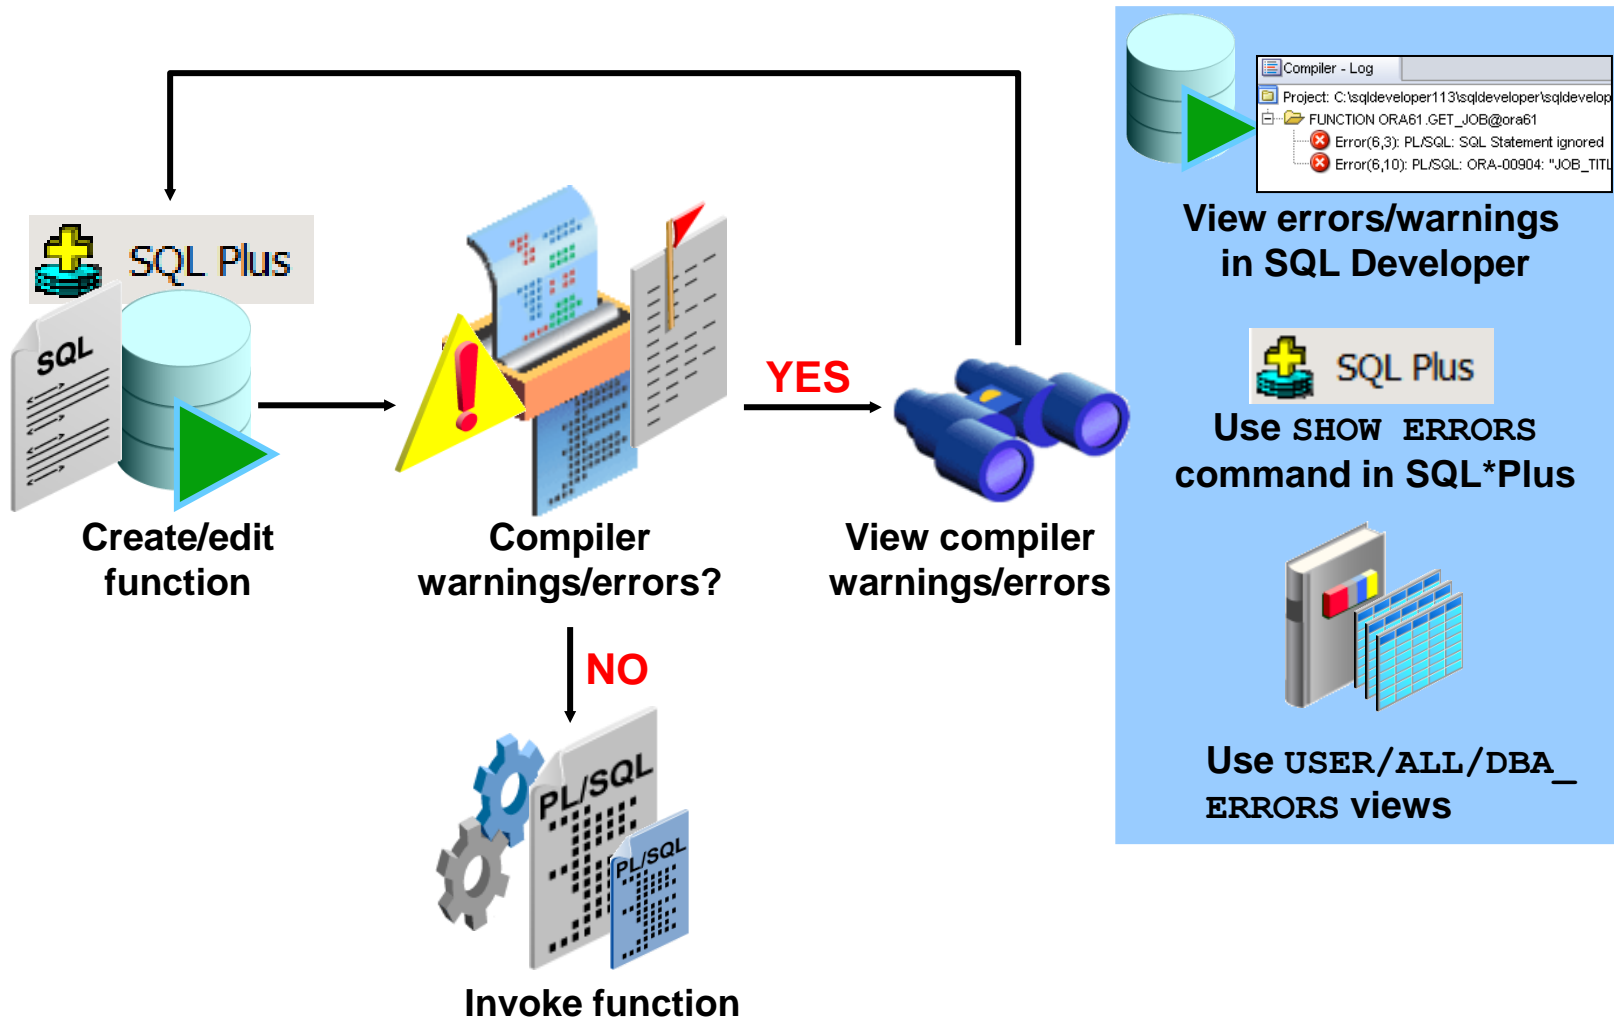 SQL Plus
SQL
Create/edit
function
Compiler
warnings/errors?
YES
View compiler
warnings/errors
NO
PL/SQL
PL/SQL
Invoke function
Compiler - Log
Project: C:\sqldeveloper113\sqldeveloper\sqldevelop
FUNCTION ORA61.GET_JOB@ora61
Error(6,3): PL/SQL: SQL Statement ignored
Error(6,10): PL/SQL: ORA-00904: "JOB_TITL
View errors/warnings
in SQL Developer
SQL Plus
Use SHOW ERRORS
command in SQL*Plus
Use USER/ALL/DBA_
ERRORS views